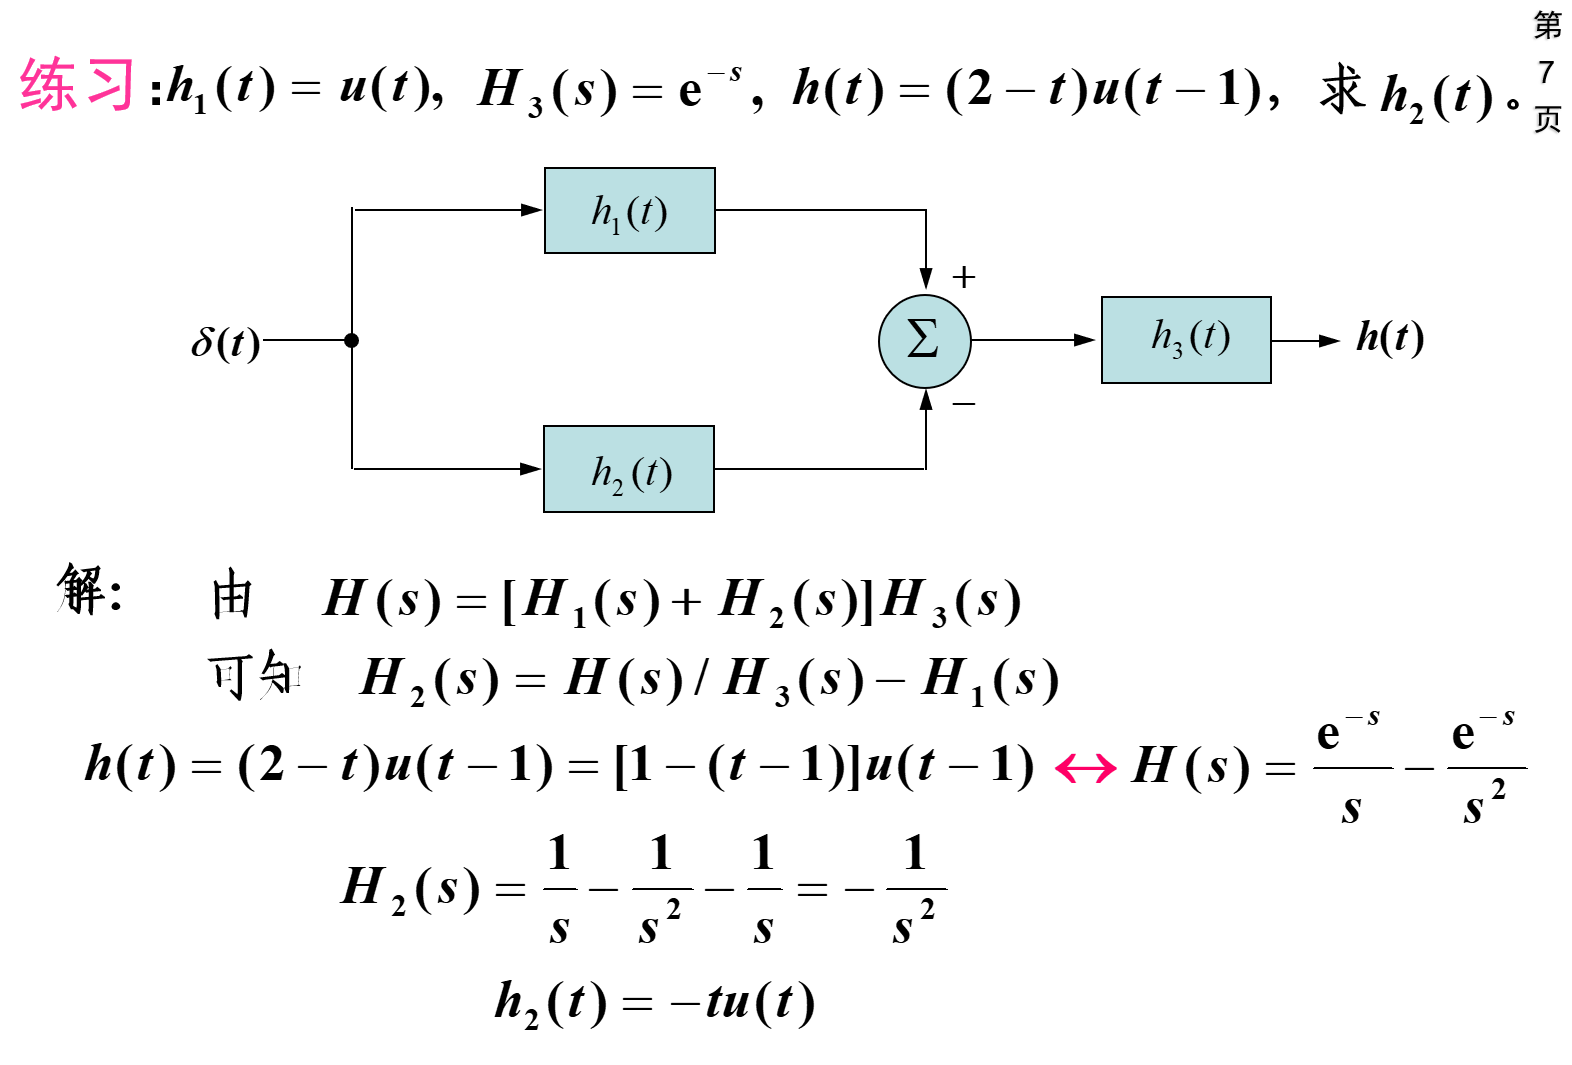 练习:h₁(t) = u(t), H₃(s) = e⁻ˢ, h(t) = (2 − t)u(t − 1), 求 h₂(t)。
第7页
h₁(t)
+
δ(t)
Σ
h₃(t)
h(t)
−
h₂(t)
解: 由 H(s) = [H₁(s) + H₂(s)]H₃(s)
可知 H₂(s) = H(s) / H₃(s) − H₁(s)
h(t) = (2 − t)u(t − 1) = [1 − (t − 1)]u(t − 1) ↔ H(s) = e⁻ˢ/s − e⁻ˢ/s²
H₂(s) = 1/s − 1/s² − 1/s = − 1/s²
h₂(t) = −tu(t)